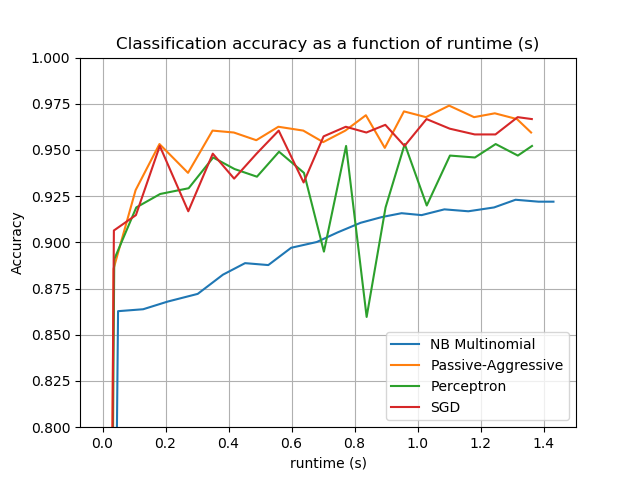 Classification accuracy as a function of runtime (s)
1.000
0.975
0.950
0.925
0.900
0.875
0.850
0.825
0.800
Accuracy
0.0 0.2 0.4 0.6 0.8 1.0 1.2 1.4
runtime (s)
NB Multinomial
Passive-Aggressive
Perceptron
SGD